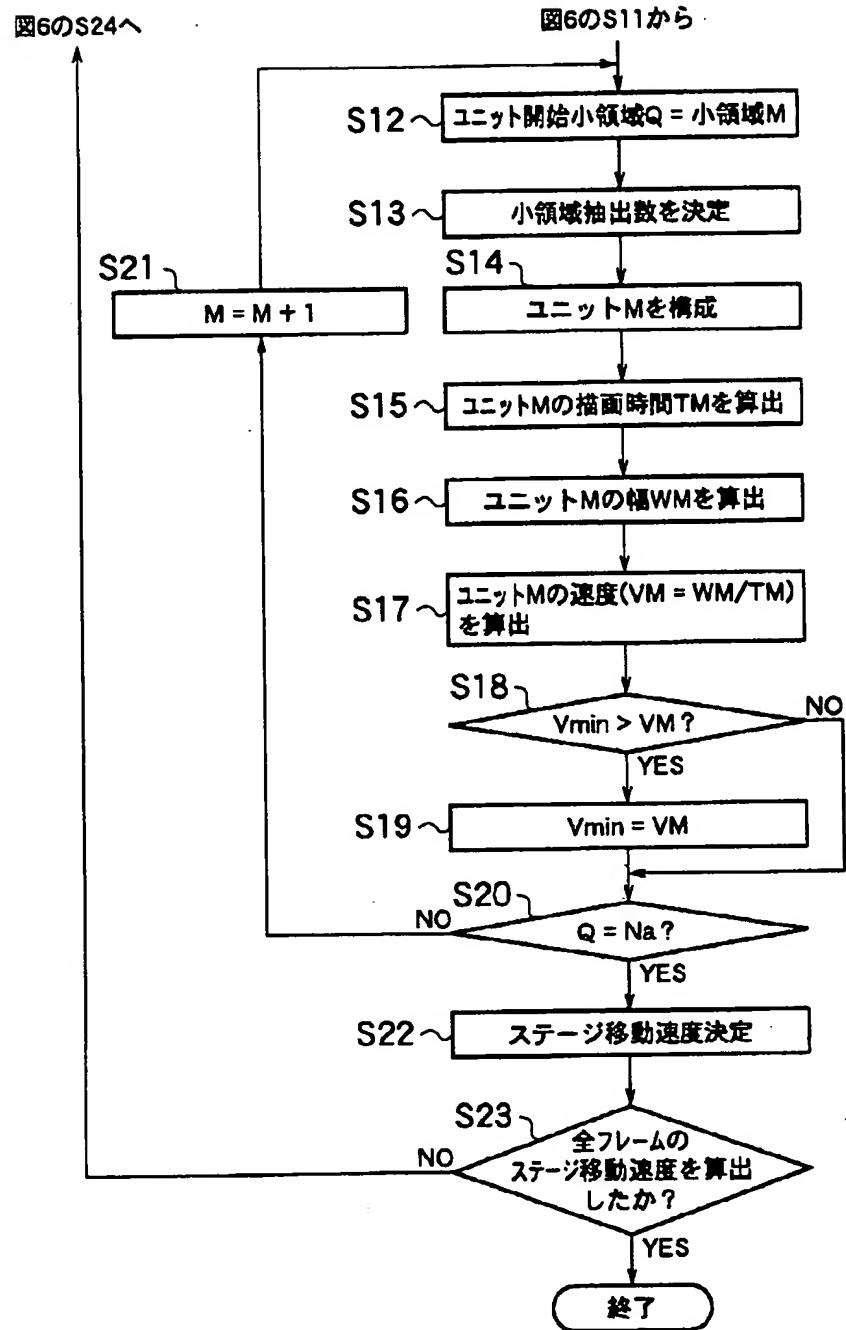 図6のS24へ
図6のS11から
S12
ユニット開始小領域Q = 小領域M
S13
小領域抽出数を決定
S21
M = M + 1
S14
ユニットMを構成
S15
ユニットMの描画時間TMを算出
S16
ユニットMの幅WMを算出
S17
ユニットMの速度(VM = WM/TM)
を算出
S18
Vmin > VM?
NO
YES
S19
Vmin = VM
S20
NO
Q = Na?
YES
S22
ステージ移動速度決定
S23
NO
全フレームの
ステージ移動速度を算出
したか?
YES
終了